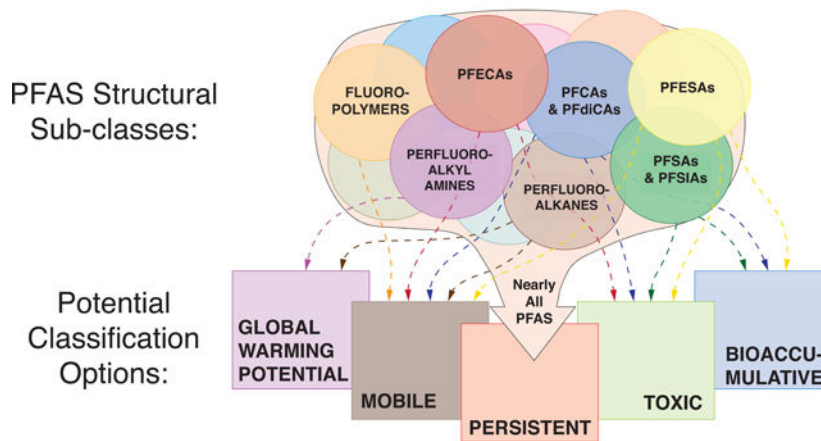 PFAS Structural
Sub-classes:
FLUORO-
POLYMERS
PFECAs
PFCAs
& PFdiCAs
PFESAs
PERFLUORO-
ALKYL
AMINES
PERFLUORO-
ALKANES
PFSAs
& PFSIAs
Potential
Classification
Options:
Nearly
All
PFAS
GLOBAL
WARMING
POTENTIAL
MOBILE
PERSISTENT
TOXIC
BIOACCU-
MULATIVE